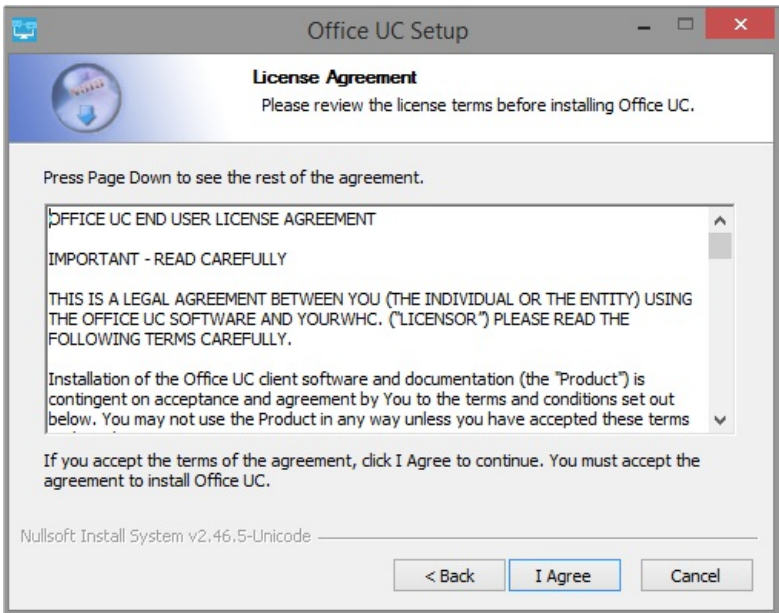 Office UC Setup
License Agreement
Please review the license terms before installing Office UC.
Press Page Down to see the rest of the agreement.
OFFICE UC END USER LICENSE AGREEMENT
IMPORTANT - READ CAREFULLY
THIS IS A LEGAL AGREEMENT BETWEEN YOU (THE INDIVIDUAL OR THE ENTITY) USING
THE OFFICE UC SOFTWARE AND YOURWHC. ("LICENSOR") PLEASE READ THE
FOLLOWING TERMS CAREFULLY.
Installation of the Office UC client software and documentation (the "Product") is
contingent on acceptance and agreement by You to the terms and conditions set out
below. You may not use the Product in any way unless you have accepted these terms
If you accept the terms of the agreement, click I Agree to continue. You must accept the
agreement to install Office UC.
Nullsoft Install System v2.46.5-Unicode
< Back
I Agree
Cancel